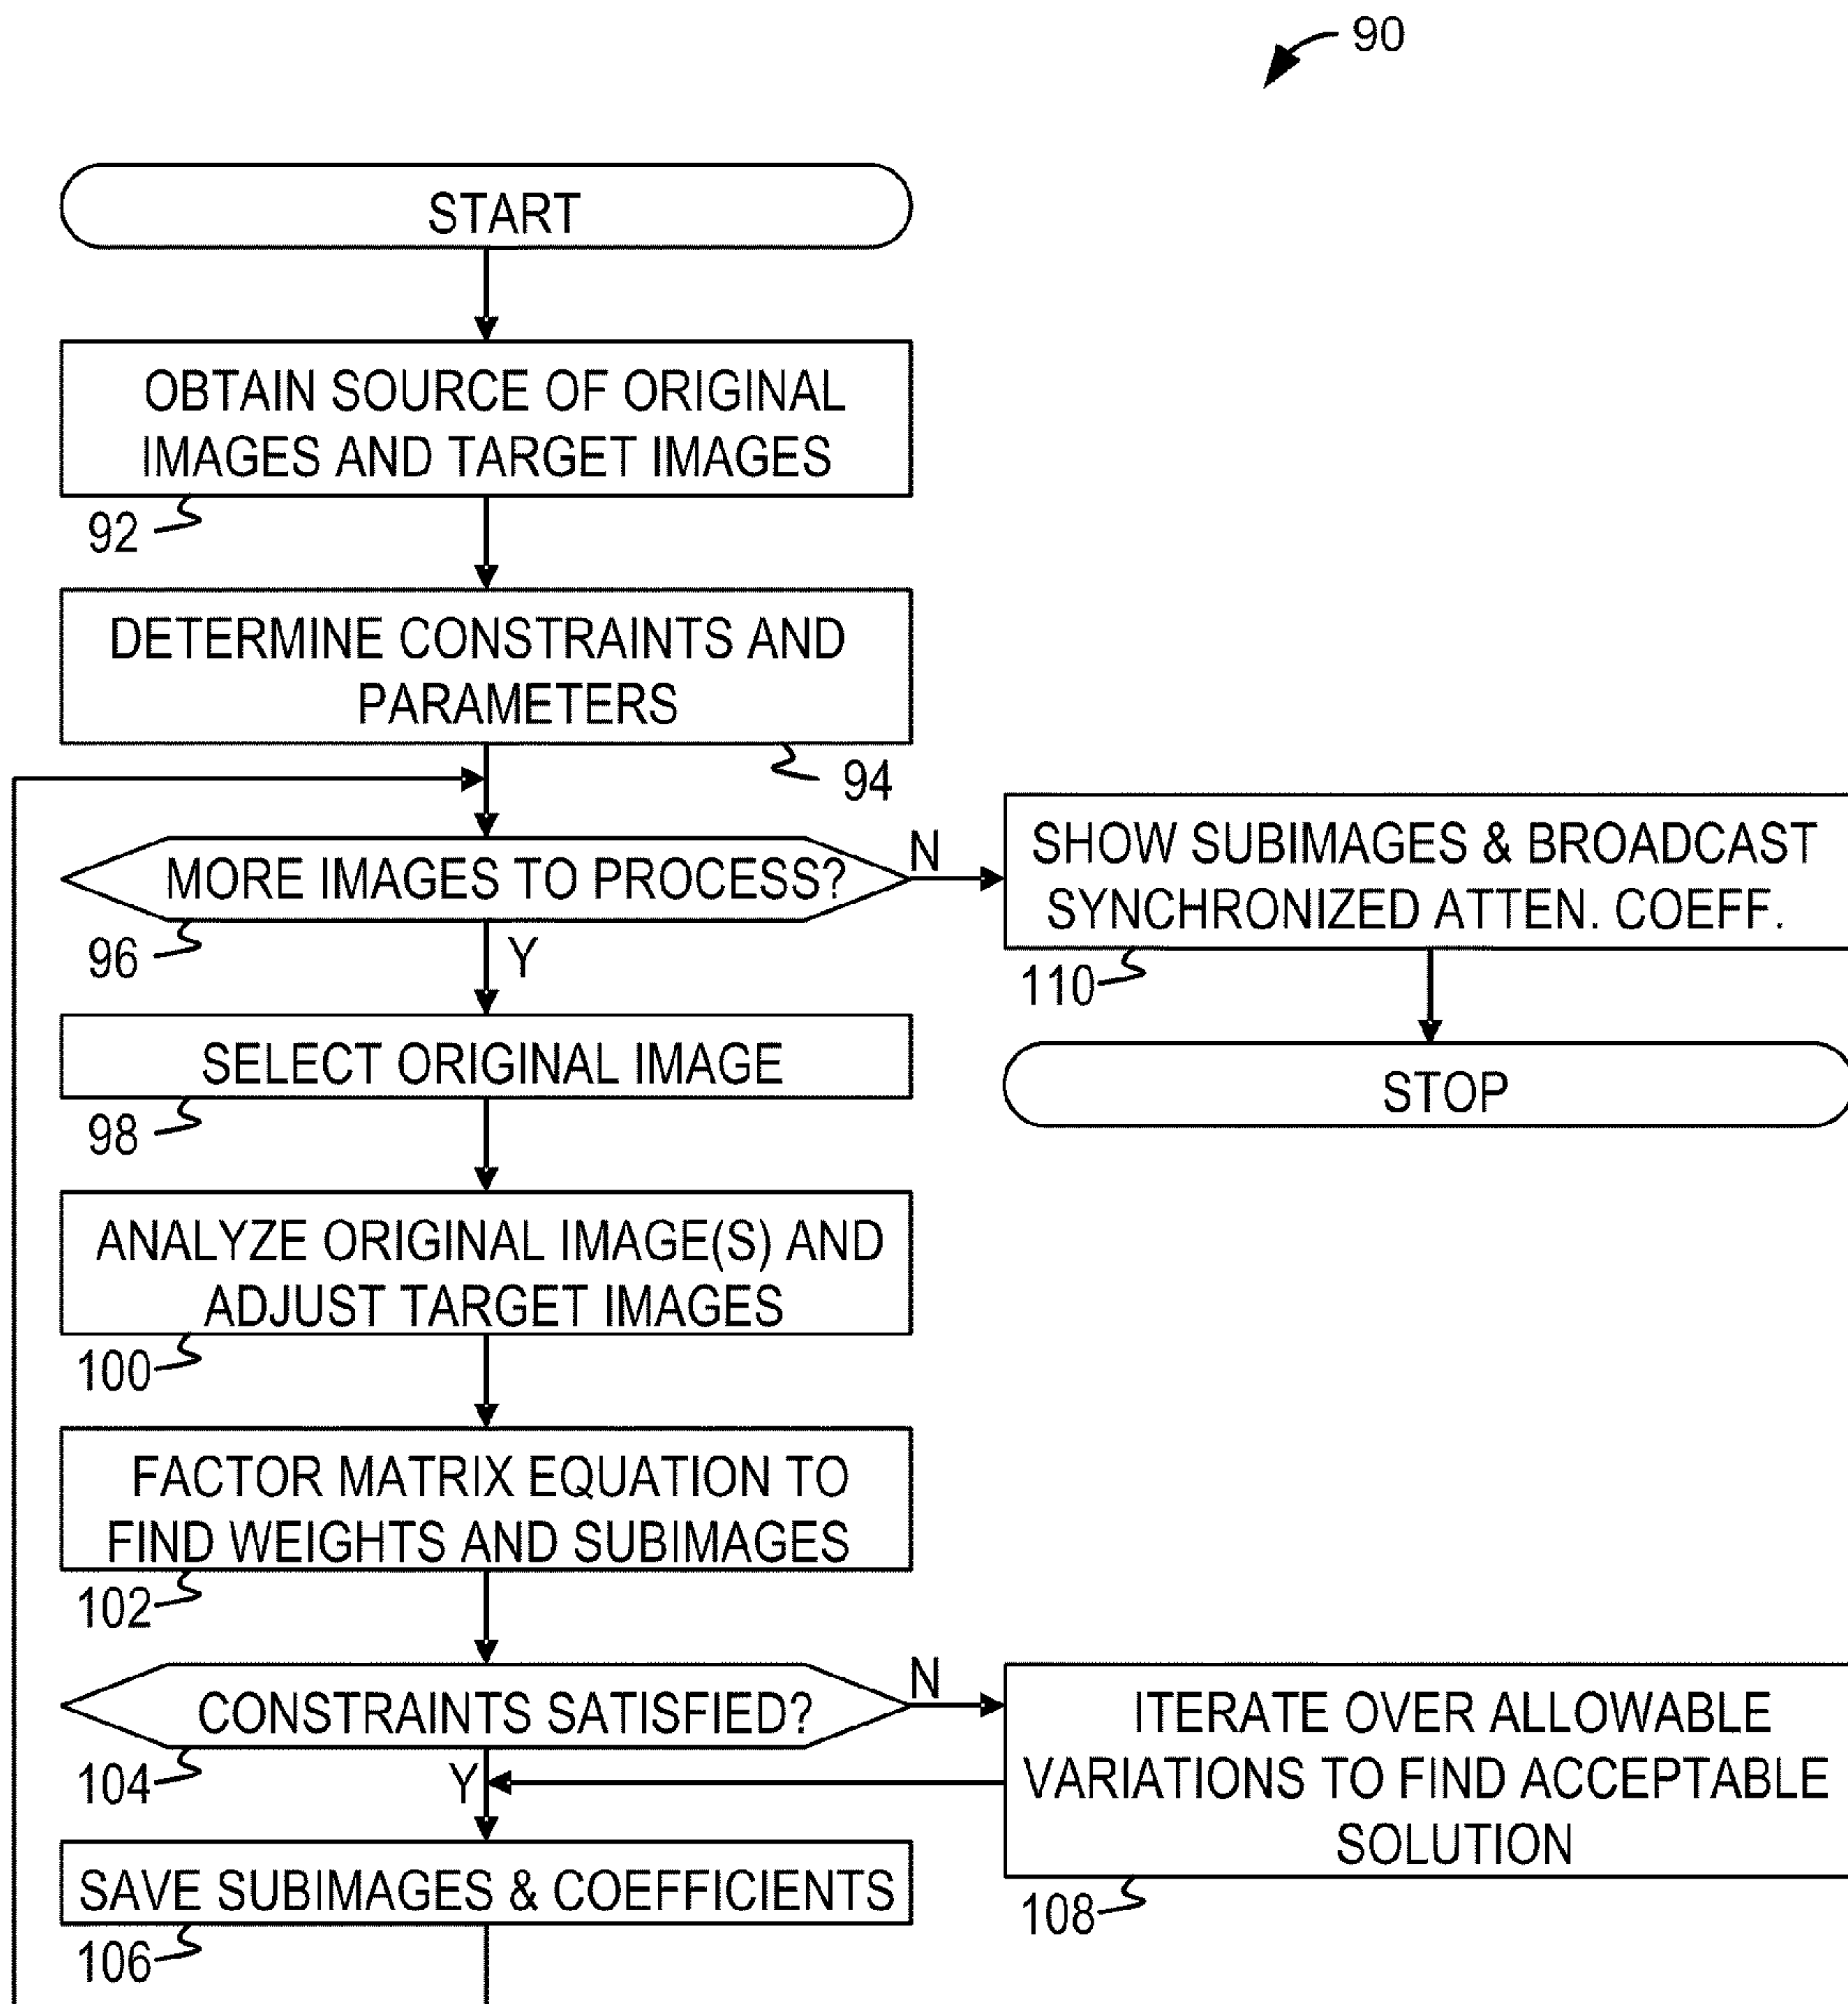 90
START
OBTAIN SOURCE OF ORIGINAL
IMAGES AND TARGET IMAGES
92
DETERMINE CONSTRAINTS AND
PARAMETERS
94
MORE IMAGES TO PROCESS?
N
96
Y
SHOW SUBIMAGES & BROADCAST
SYNCHRONIZED ATTEN. COEFF.
110
STOP
SELECT ORIGINAL IMAGE
98
ANALYZE ORIGINAL IMAGE(S) AND
ADJUST TARGET IMAGES
100
FACTOR MATRIX EQUATION TO
FIND WEIGHTS AND SUBIMAGES
102
CONSTRAINTS SATISFIED?
N
104
Y
ITERATE OVER ALLOWABLE
VARIATIONS TO FIND ACCEPTABLE
SOLUTION
108
SAVE SUBIMAGES & COEFFICIENTS
106